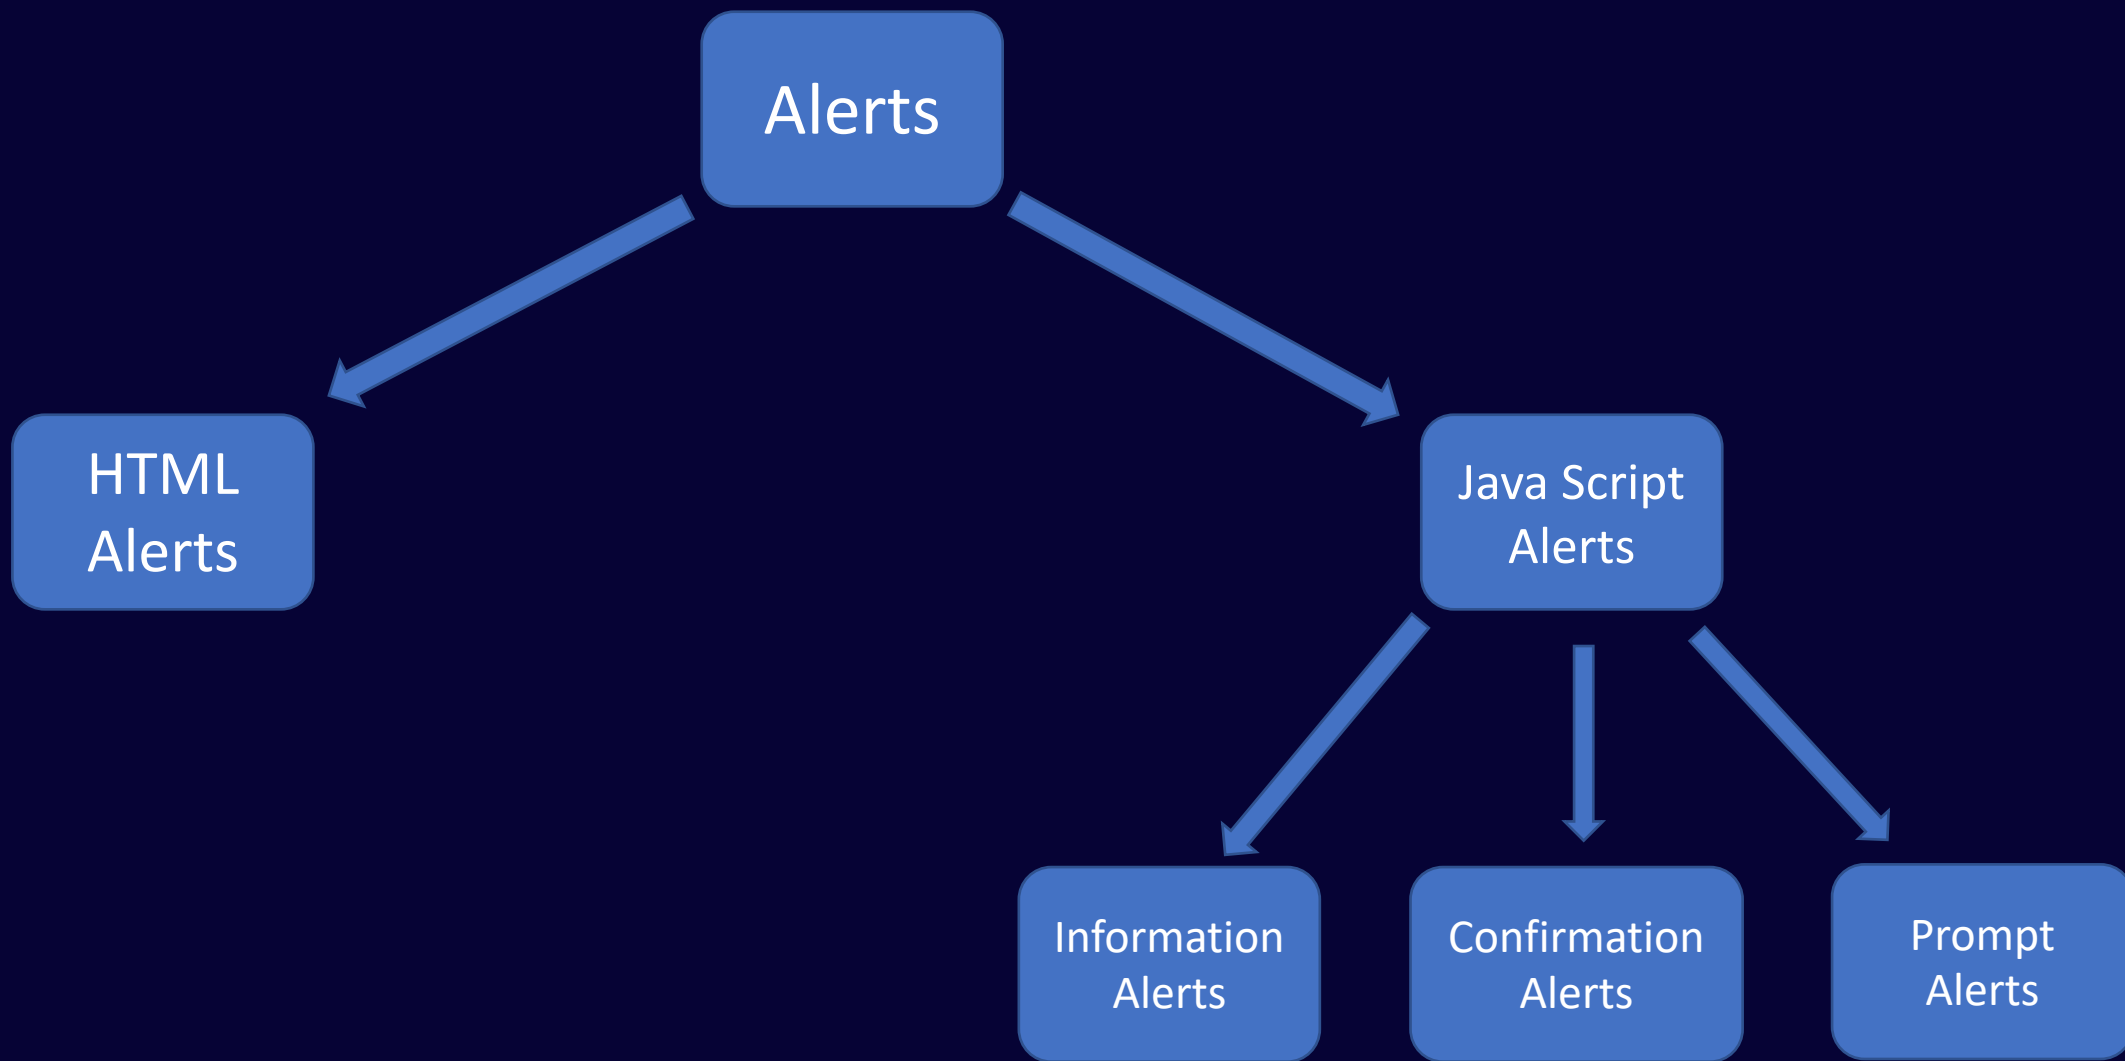 Alerts
HTML
Alerts
Java Script
Alerts
Information
Alerts
Confirmation
Alerts
Prompt
Alerts